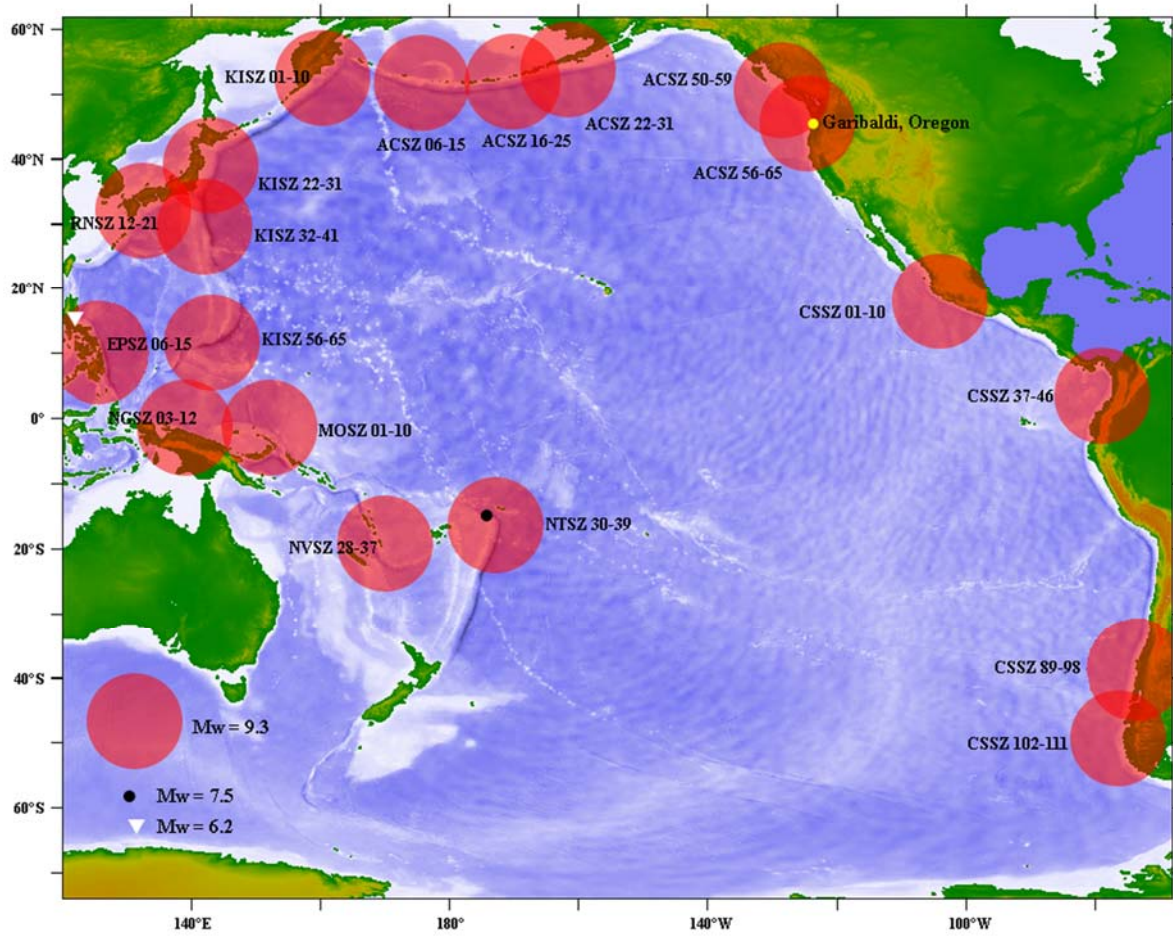 60°N
40°N
20°N
0°
20°S
40°S
60°S
KISZ 01-10
ACSZ 06-15
ACSZ 16-25
ACSZ 22-31
ACSZ 50-59
Garibaldi, Oregon
ACSZ 56-65
KISZ 22-31
RNSZ 12-21
KISZ 32-41
CSSZ 01-10
EPSZ 06-15
KISZ 56-65
CSSZ 37-46
NGSZ 03-12
MOSZ 01-10
NTSZ 30-39
NVSZ 28-37
CSSZ 89-98
CSSZ 102-111
Mw = 9.3
Mw = 7.5
Mw = 6.2
140°E
180°
140°W
100°W